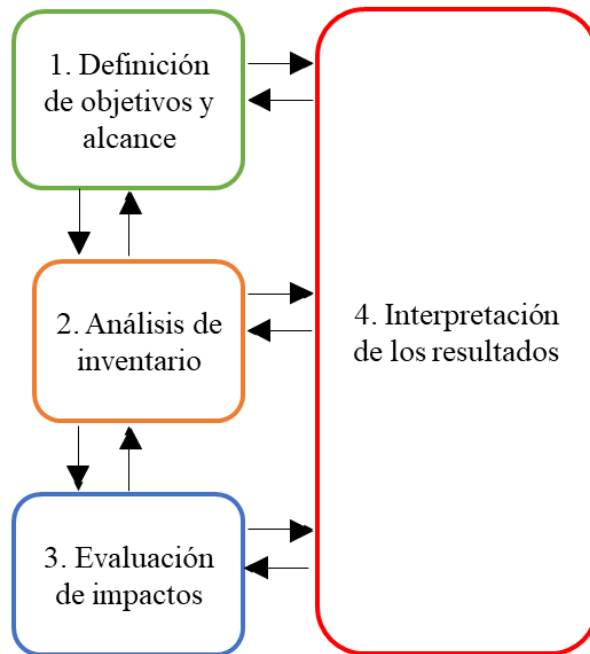 1. Definición
de objetivos y
alcance
2. Análisis de
inventario
3. Evaluación
de impactos
4. Interpretación
de los resultados